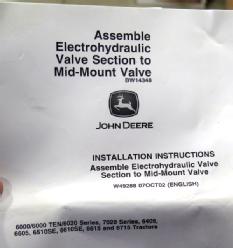 Assemble
Electrohydraulic
Valve Section to
Mid-Mount Valve
BW14348
JOHN DEERE
INSTALLATION INSTRUCTIONS
Assemble Electrohydraulic Valve
Section to Mid-Mount Valve
W49288 07OCT02 (ENGLISH)
6000/6000 TEN/6020 Series, 7020 Series, 6405,
6605, 6510SE, 6610SE, 6615 and 6715 Tractors